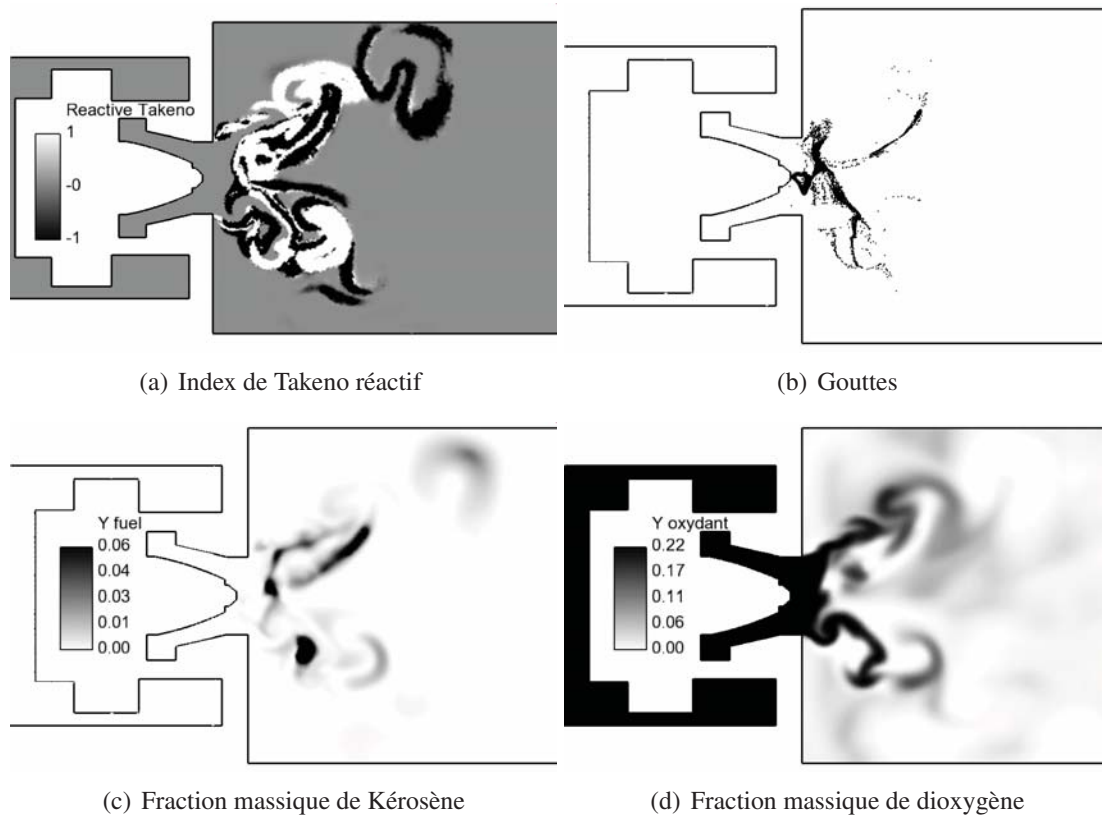 Reactive Takeno
1
-0
-1
(a) Index de Takeno réactif
(b) Gouttes
Y fuel
0.06
0.04
0.03
0.01
0.00
(c) Fraction massique de Kérosène
Y oxydant
0.22
0.17
0.11
0.06
0.00
(d) Fraction massique de dioxygène